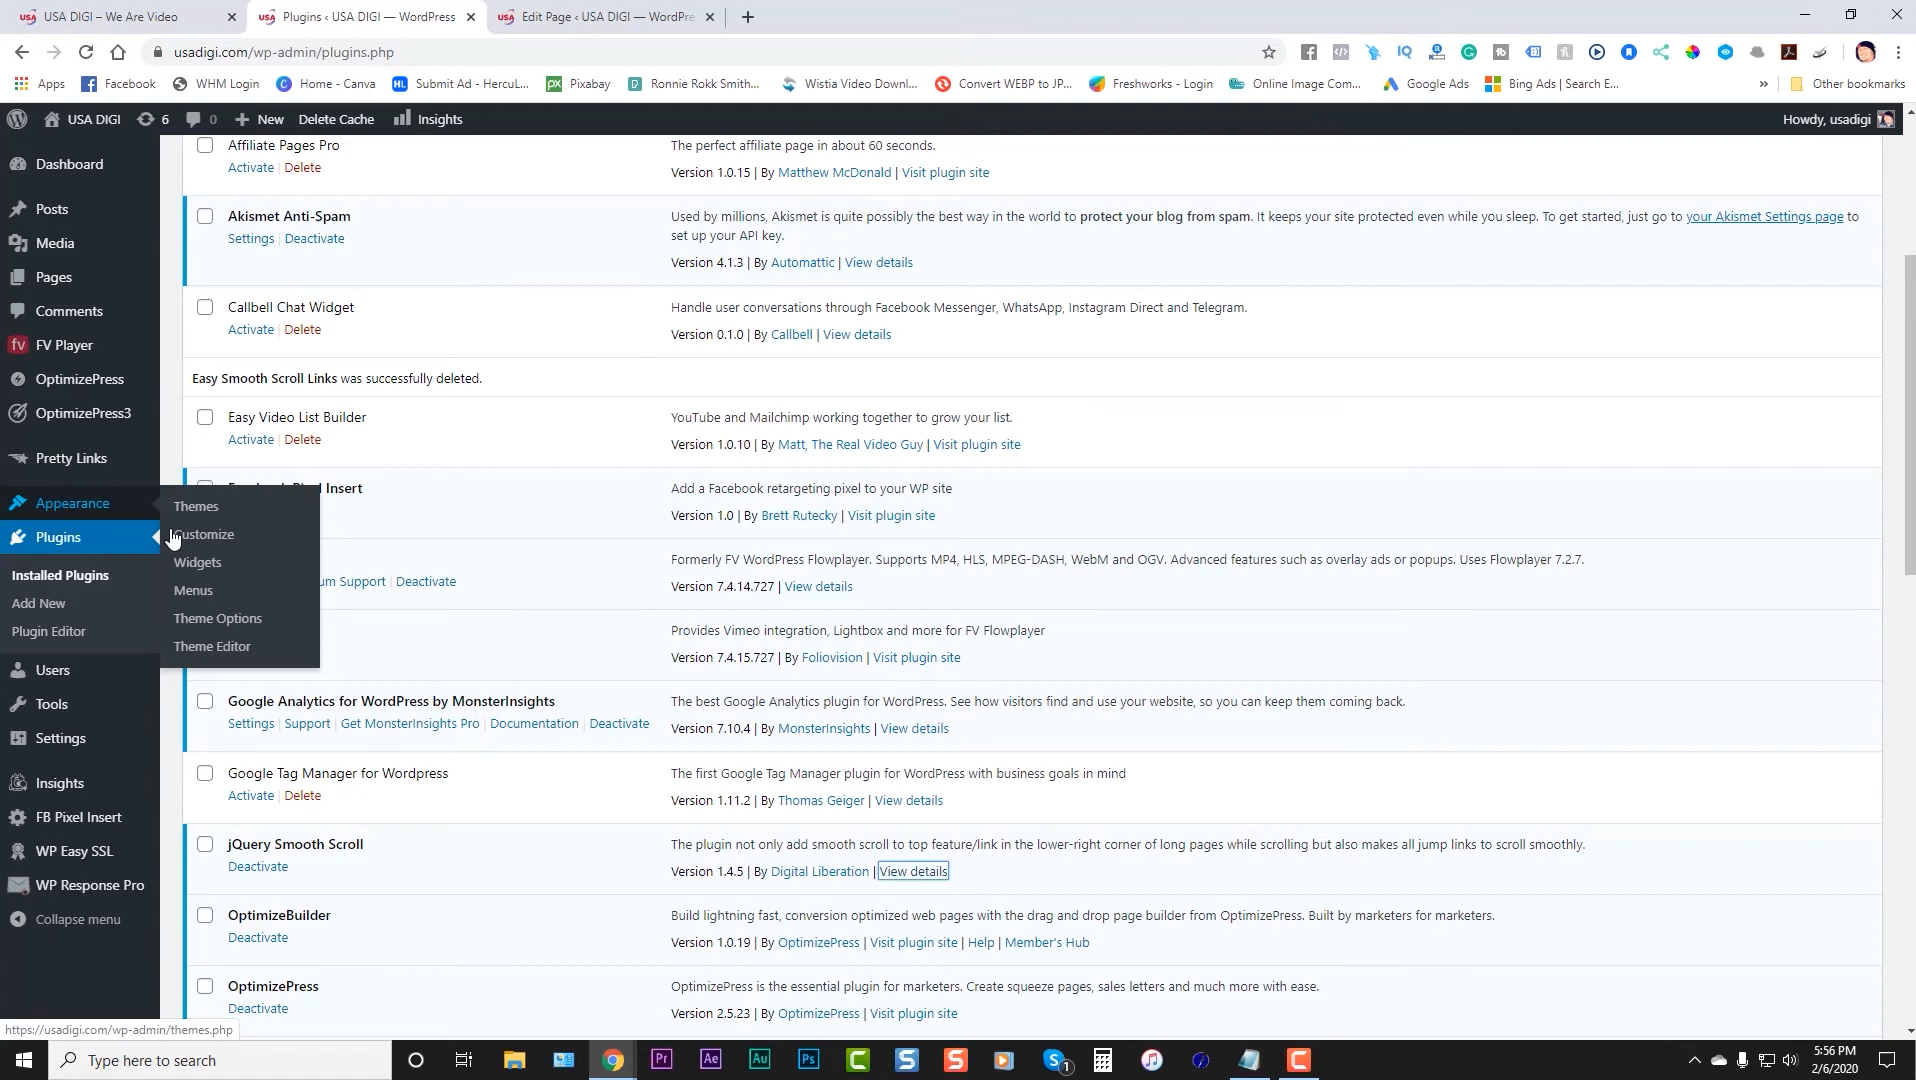 USA DIGI – We Are Video
Plugins ‹ USA DIGI — WordPress
Edit Page ‹ USA DIGI — WordPre
usadigi.com/wp-admin/plugins.php
Apps
Facebook
WHM Login
Home - Canva
Submit Ad - HercuL...
Pixabay
Ronnie Rokk Smith...
Wistia Video Downl...
Convert WEBP to JP...
Freshworks - Login
Online Image Com...
Google Ads
Bing Ads | Search E...
»
Other bookmarks
USA DIGI
6
0
New
Delete Cache
Insights
Howdy, usadigi
Dashboard
Posts
Media
Pages
Comments
FV Player
OptimizePress
OptimizePress3
Pretty Links
Appearance
Plugins
Installed Plugins
Add New
Plugin Editor
Users
Tools
Settings
Insights
FB Pixel Insert
WP Easy SSL
WP Response Pro
Collapse menu
Themes
Customize
Widgets
Menus
Theme Options
Theme Editor
Affiliate Pages Pro
Activate | Delete
The perfect affiliate page in about 60 seconds.
Version 1.0.15 | By Matthew McDonald | Visit plugin site
Akismet Anti-Spam
Settings | Deactivate
Used by millions, Akismet is quite possibly the best way in the world to protect your blog from spam. It keeps your site protected even while you sleep. To get started, just go to your Akismet Settings page to
set up your API key.
Version 4.1.3 | By Automattic | View details
Callbell Chat Widget
Activate | Delete
Handle user conversations through Facebook Messenger, WhatsApp, Instagram Direct and Telegram.
Version 0.1.0 | By Callbell | View details
Easy Smooth Scroll Links was successfully deleted.
Easy Video List Builder
Activate | Delete
YouTube and Mailchimp working together to grow your list.
Version 1.0.10 | By Matt, The Real Video Guy | Visit plugin site
Insert
Add a Facebook retargeting pixel to your WP site
Version 1.0 | By Brett Rutecky | Visit plugin site
um Support | Deactivate
Formerly FV WordPress Flowplayer. Supports MP4, HLS, MPEG-DASH, WebM and OGV. Advanced features such as overlay ads or popups. Uses Flowplayer 7.2.7.
Version 7.4.14.727 | View details
Provides Vimeo integration, Lightbox and more for FV Flowplayer
Version 7.4.15.727 | By Foliovision | Visit plugin site
Google Analytics for WordPress by MonsterInsights
Settings | Support | Get MonsterInsights Pro | Documentation | Deactivate
The best Google Analytics plugin for WordPress. See how visitors find and use your website, so you can keep them coming back.
Version 7.10.4 | By MonsterInsights | View details
Google Tag Manager for Wordpress
Activate | Delete
The first Google Tag Manager plugin for WordPress with business goals in mind
Version 1.11.2 | By Thomas Geiger | View details
jQuery Smooth Scroll
Deactivate
The plugin not only add smooth scroll to top feature/link in the lower-right corner of long pages while scrolling but also makes all jump links to scroll smoothly.
Version 1.4.5 | By Digital Liberation | View details
OptimizeBuilder
Deactivate
Build lightning fast, conversion optimized web pages with the drag and drop page builder from OptimizePress. Built by marketers for marketers.
Version 1.0.19 | By OptimizePress | Visit plugin site | Help | Member's Hub
OptimizePress
Deactivate
OptimizePress is the essential plugin for marketers. Create squeeze pages, sales letters and much more with ease.
Version 2.5.23 | By OptimizePress | Visit plugin site
https://usadigi.com/wp-admin/themes.php
Type here to search
Pr
Ae
Au
Ps
1
5:56 PM
2/6/2020